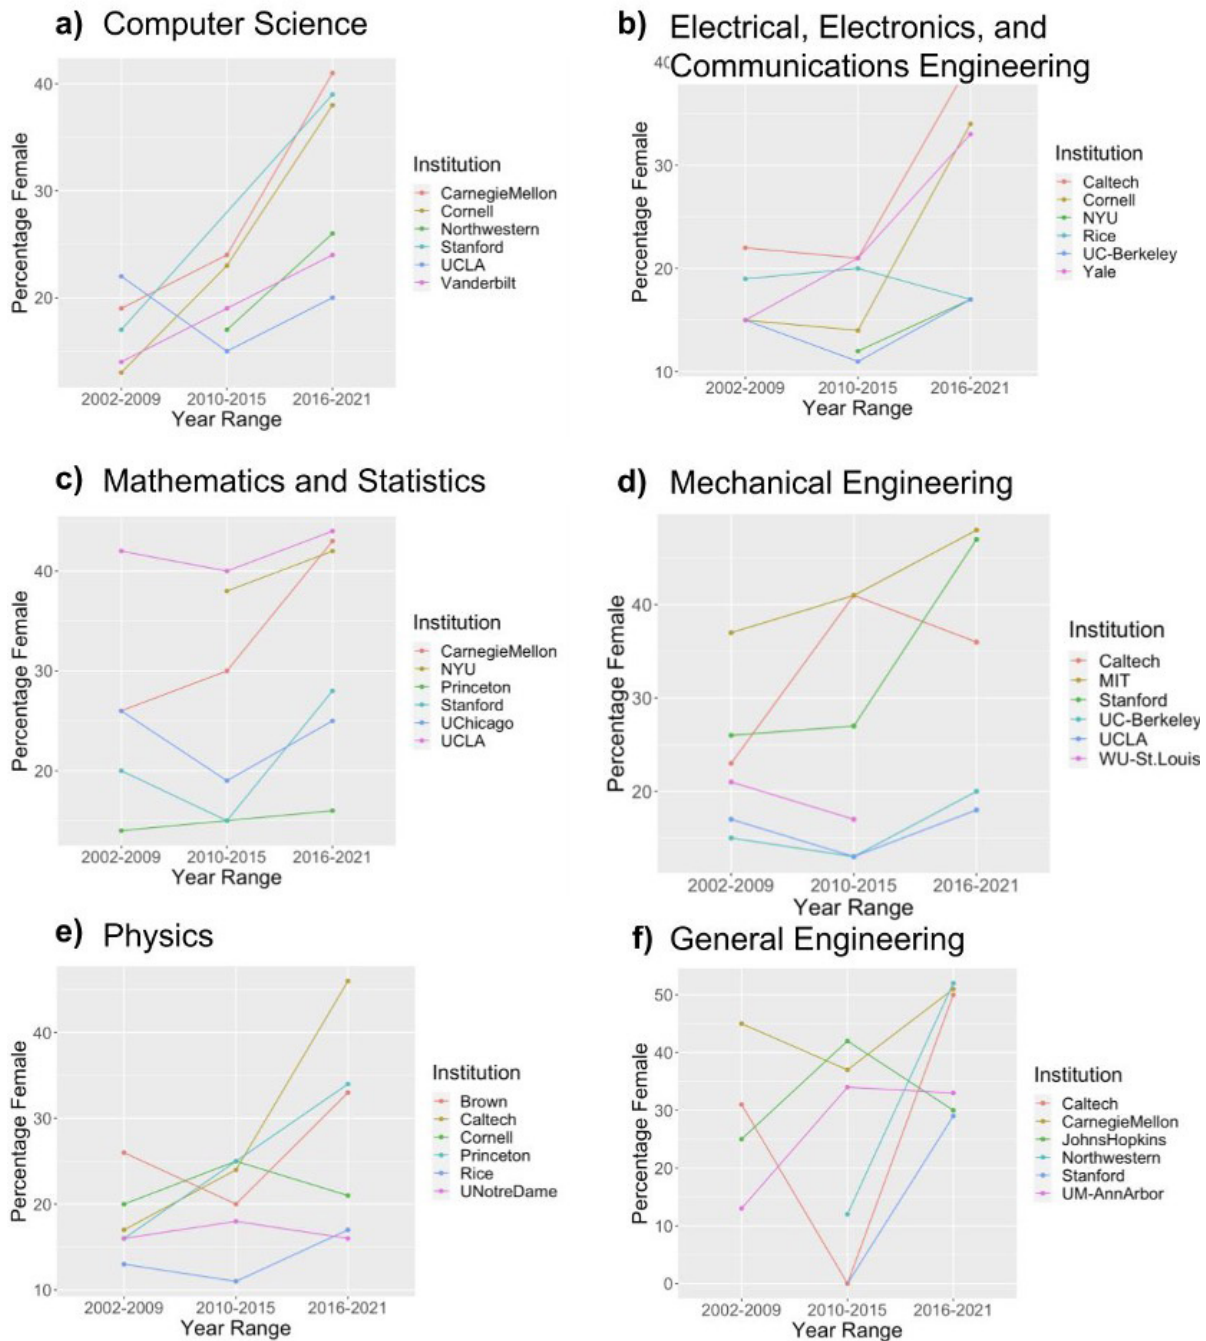 a) Computer Science
40
30
20
Percentage Female
2002-2009 2010-2015 2016-2021
Year Range
Institution
CarnegieMellon
Cornell
Northwestern
Stanford
UCLA
Vanderbilt
b) Electrical, Electronics, and
Communications Engineering
40
30
20
10
Percentage Female
2002-2009 2010-2015 2016-2021
Year Range
Institution
Caltech
Cornell
NYU
Rice
UC-Berkeley
Yale
c) Mathematics and Statistics
40
30
20
Percentage Female
2002-2009 2010-2015 2016-2021
Year Range
Institution
CarnegieMellon
NYU
Princeton
Stanford
UChicago
UCLA
d) Mechanical Engineering
40
30
20
Percentage Female
2002-2009 2010-2015 2016-2021
Year Range
Institution
Caltech
MIT
Stanford
UC-Berkeley
UCLA
WU-St.Louis
e) Physics
40
30
20
10
Percentage Female
2002-2009 2010-2015 2016-2021
Year Range
Institution
Brown
Caltech
Cornell
Princeton
Rice
UNotreDame
f) General Engineering
50
40
30
20
10
0
Percentage Female
2002-2009 2010-2015 2016-2021
Year Range
Institution
Caltech
CarnegieMellon
JohnsHopkins
Northwestern
Stanford
UM-AnnArbor